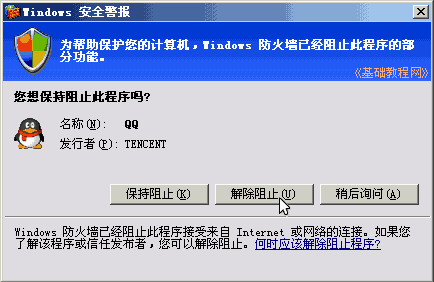 Windows 安全警报
为帮助保护您的计算机，Windows 防火墙已经阻止此程序的部
分功能。
《基础教程网》
您想保持阻止此程序吗?
名称(N): QQ
发行者(P): TENCENT
保持阻止(K) 解除阻止(U) 稍后询问(A)
Windows 防火墙已经阻止此程序接受来自 Internet 或网络的连接。如果您
了解该程序或信任发布者，您可以解除阻止。何时应该解除阻止程序?